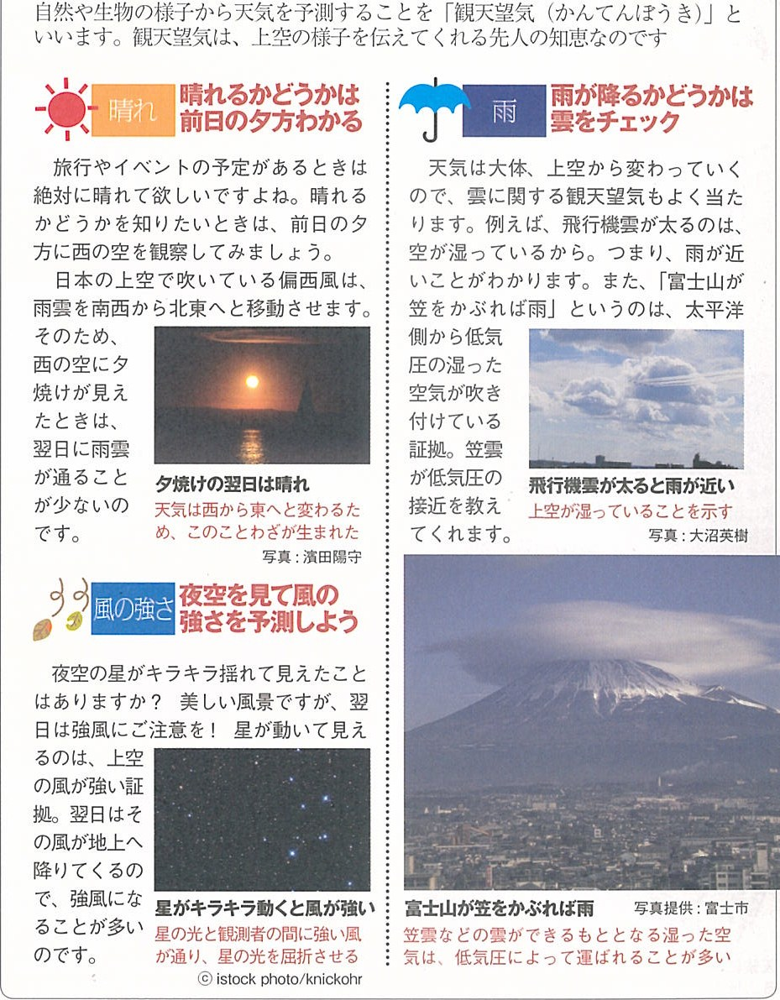 自然や生物の様子から天気を予測することを「観天望気（かんてんぼうき）」と
いいます。観天望気は、上空の様子を伝えてくれる先人の知恵なのです
晴れ
晴れるかどうかは
前日の夕方わかる
　旅行やイベントの予定があるときは
絶対に晴れて欲しいですよね。晴れる
かどうかを知りたいときは、前日の夕
方に西の空を観察してみましょう。
　日本の上空で吹いている偏西風は、
雨雲を南西から北東へと移動させます。
そのため、
西の空に夕
焼けが見え
たときは、
翌日に雨雲
が通ること
が少ないの
です。
夕焼けの翌日は晴れ
天気は西から東へと変わるた
め、このことわざが生まれた
写真：濱田陽守
風の強さ
夜空を見て風の
強さを予測しよう
　夜空の星がキラキラ揺れて見えたこと
はありますか？　美しい風景ですが、翌
日は強風にご注意を！　星が動いて見え
るのは、上空
の風が強い証
拠。翌日はそ
の風が地上へ
降りてくるの
で、強風にな
ることが多い
のです。
星がキラキラ動くと風が強い
星の光と観測者の間に強い風
が通り、星の光を屈折させる
ⓒ istock photo/knickohr
雨
雨が降るかどうかは
雲をチェック
　天気は大体、上空から変わっていく
ので、雲に関する観天望気もよく当た
ります。例えば、飛行機雲が太るのは、
空が湿っているから。つまり、雨が近
いことがわかります。また、「富士山が
笠をかぶれば雨」というのは、太平洋
側から低気
圧の湿った
空気が吹き
付けている
証拠。笠雲
が低気圧の
接近を教え
てくれます。
飛行機雲が太ると雨が近い
上空が湿っていることを示す
写真：大沼英樹
富士山が笠をかぶれば雨
写真提供：富士市
笠雲などの雲ができるもととなる湿った空
気は、低気圧によって運ばれることが多い